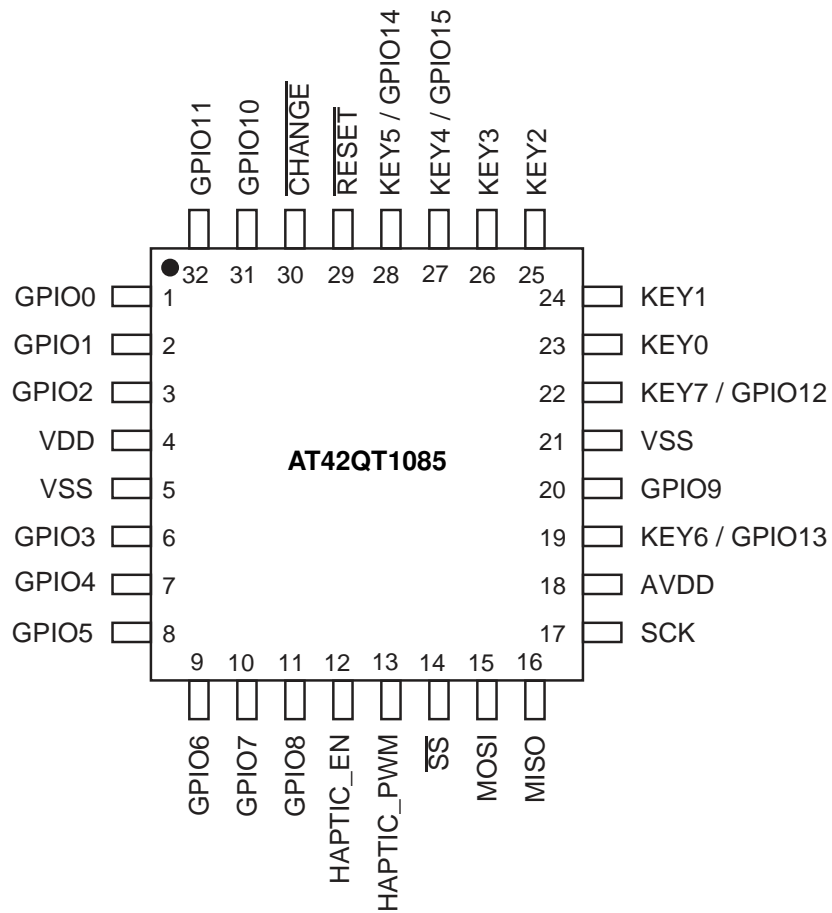 GPIO11
GPIO10
CHANGE
RESET
KEY5 / GPIO14
KEY4 / GPIO15
KEY3
KEY2
32
31
30
29
28
27
26
25
GPIO0
1
24
KEY1
GPIO1
2
23
KEY0
GPIO2
3
22
KEY7 / GPIO12
VDD
4
21
VSS
AT42QT1085
VSS
5
20
GPIO9
GPIO3
6
19
KEY6 / GPIO13
GPIO4
7
18
AVDD
GPIO5
8
17
SCK
9
10
11
12
13
14
15
16
GPIO6
GPIO7
GPIO8
HAPTIC_EN
HAPTIC_PWM
SS
MOSI
MISO